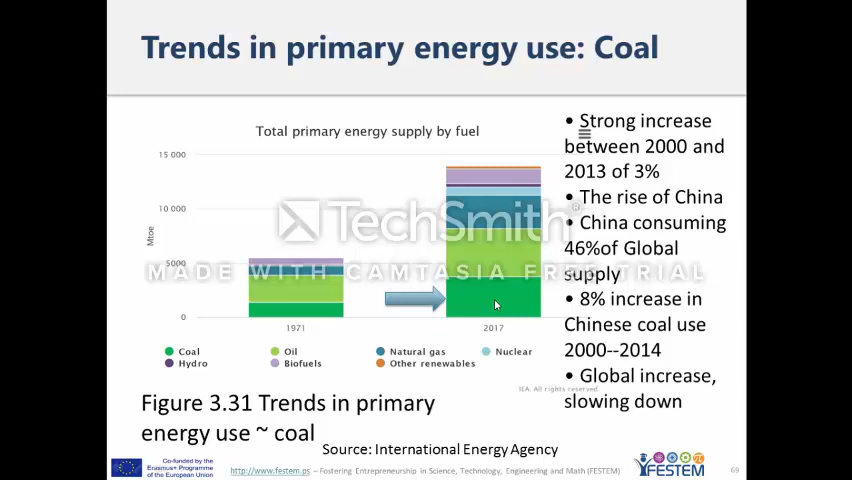 Trends in primary energy use: Coal
Total primary energy supply by fuel
15 000
10 000
5000
0
Mtoe
1971
2017
Coal
Oil
Natural gas
Nuclear
Hydro
Biofuels
Other renewables
IEA. All rights reserved.
TechSmith®
MADE WITH CAMTASIA FREE TRIAL
• Strong increase
between 2000 and
2013 of 3%
• The rise of China
• China consuming
46%of Global
supply
• 8% increase in
Chinese coal use
2000--2014
• Global increase,
slowing down
Figure 3.31 Trends in primary
energy use ~ coal
Source: International Energy Agency
Co-funded by the
Erasmus+ Programme
of the European Union
http://www.festem.ps – Fostering Entrepreneurship in Science, Technology, Engineering and Math (FESTEM)
FESTEM
69